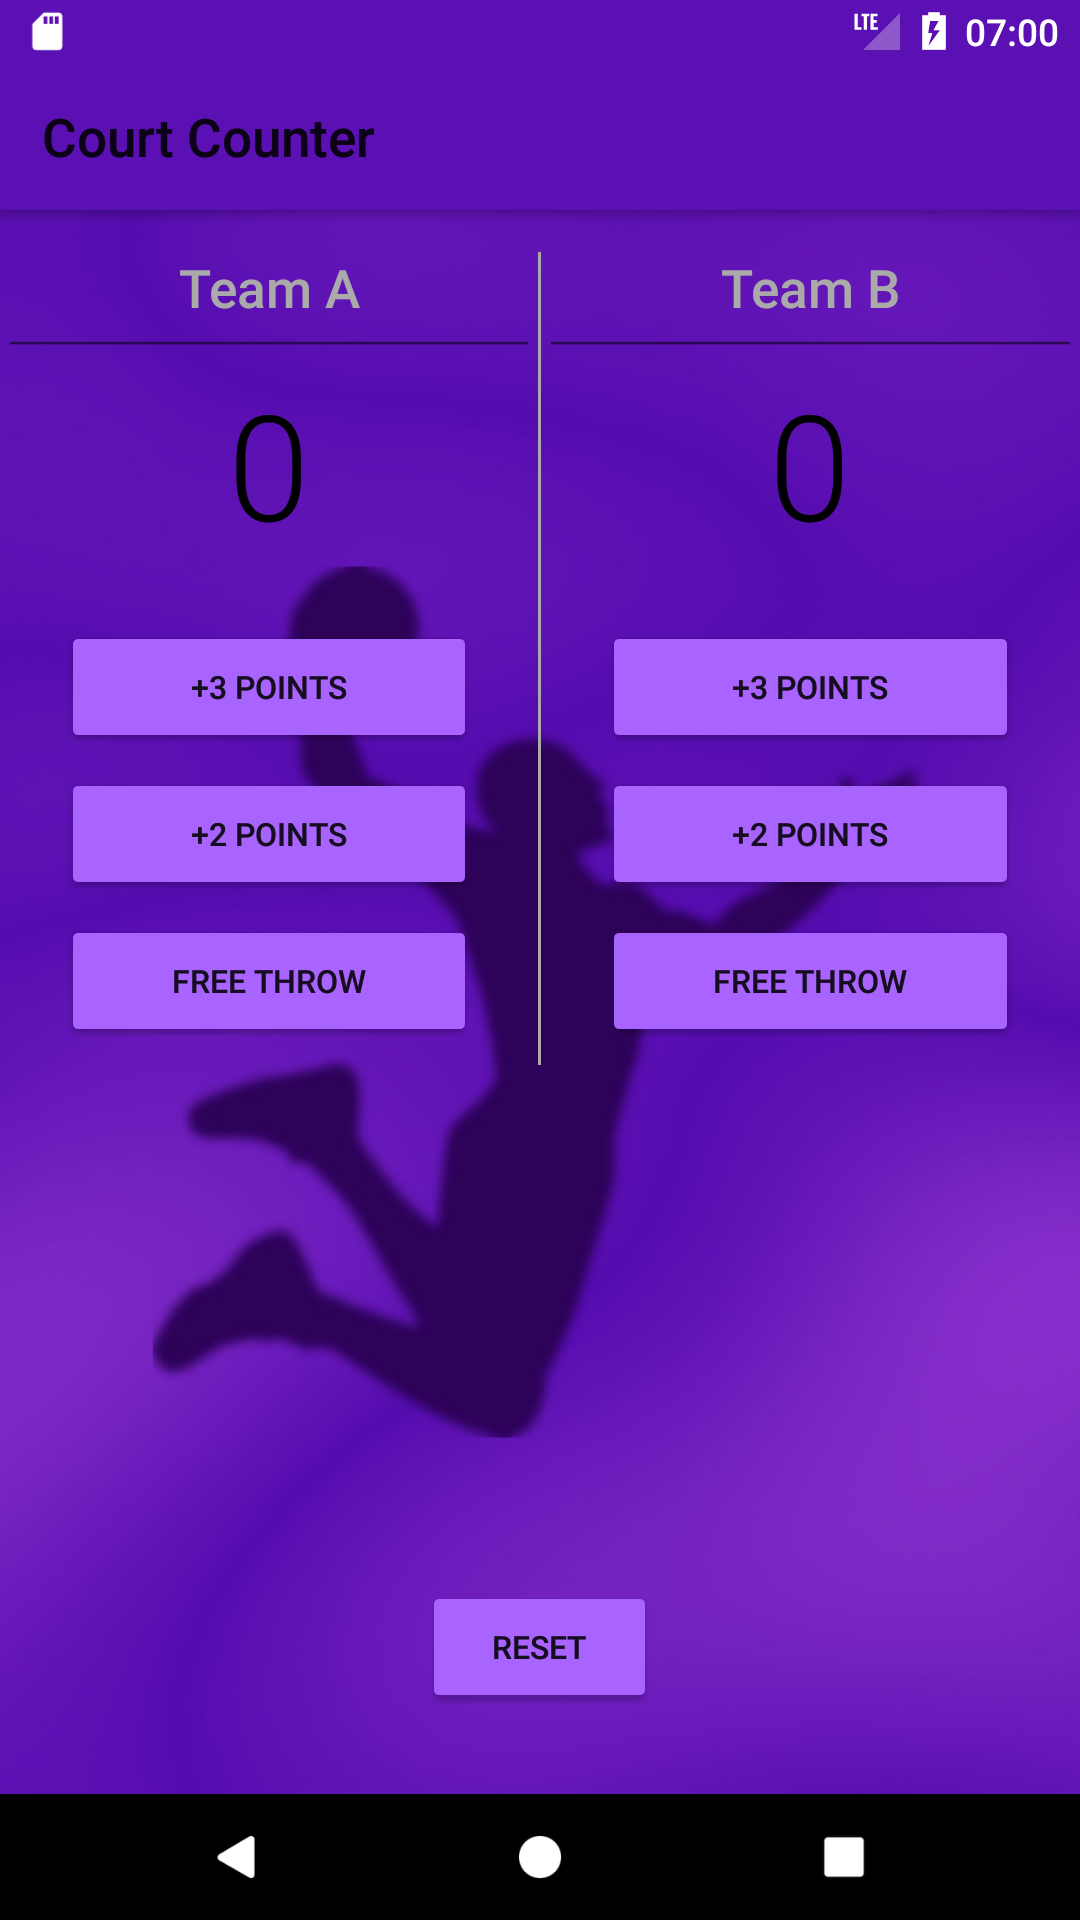 LTE 07:00
Court Counter
Team A Team B
0 0
+3 POINTS +3 POINTS
+2 POINTS +2 POINTS
FREE THROW FREE THROW
RESET